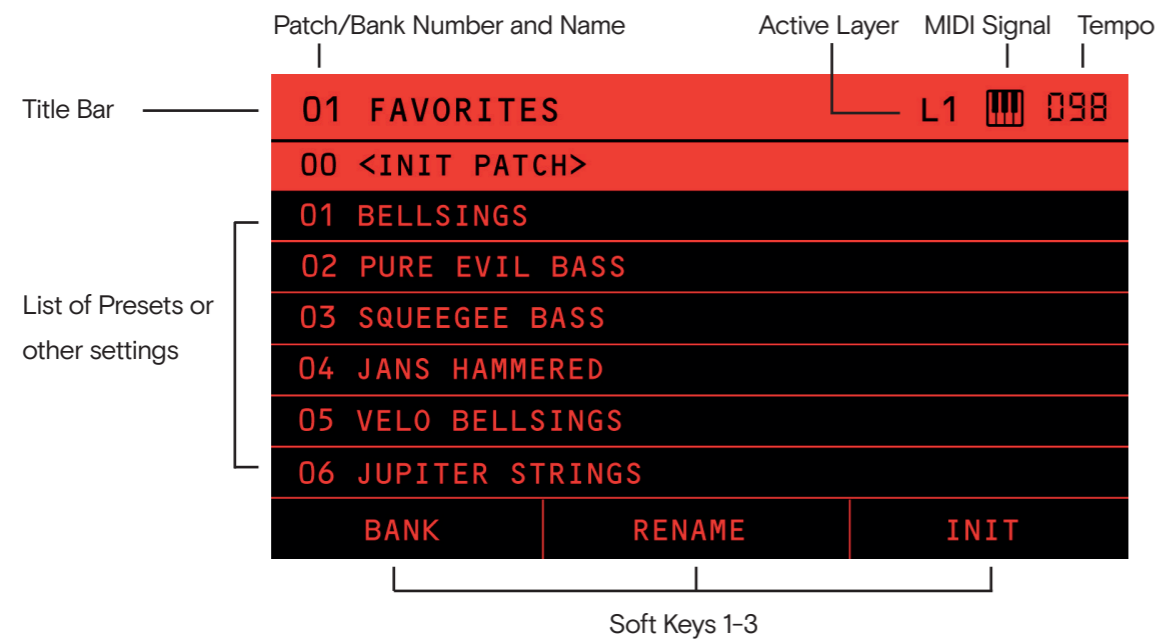 Patch/Bank Number and Name Active Layer MIDI Signal Tempo
Title Bar
01 FAVORITES L1 098
00 <INIT PATCH>
01 BELLSINGS
02 PURE EVIL BASS
List of Presets or
03 SQUEEGEE BASS
other settings
04 JANS HAMMERED
05 VELO BELLSINGS
06 JUPITER STRINGS
BANK RENAME INIT
Soft Keys 1-3